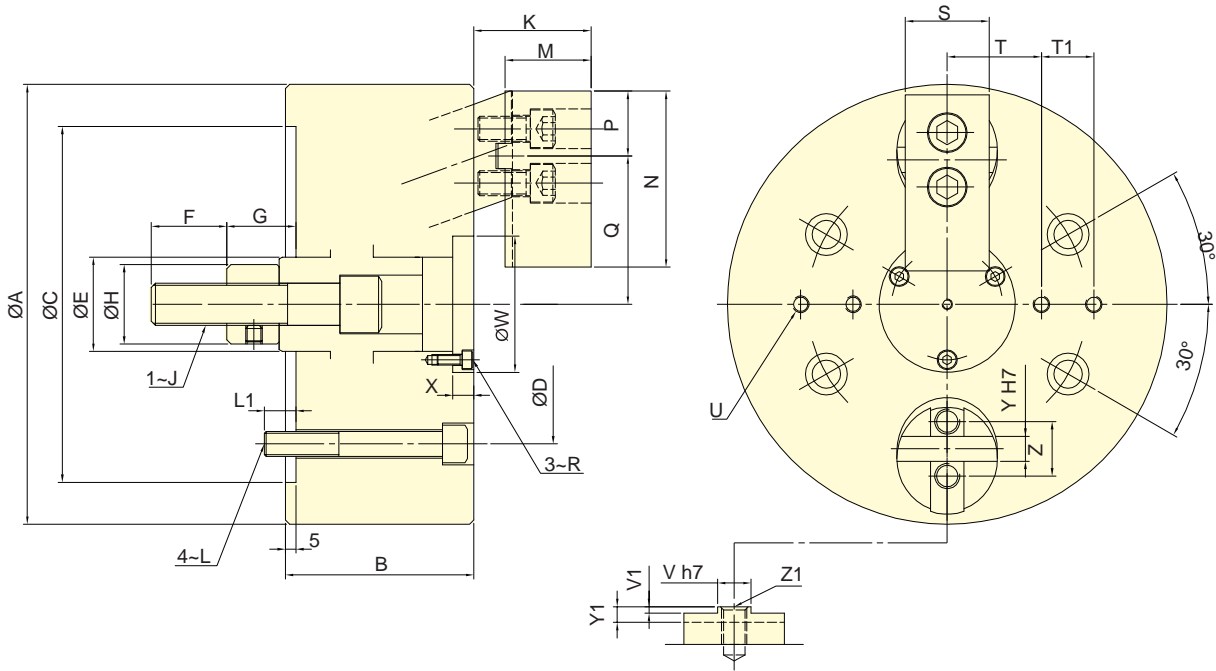 S
K
T
T1
M
P
N
Q
F
G
30°
ØA
ØC
ØE
ØH
ØW
1~J
X
ØD
L1
U
Y H7
30°
Z
3~R
5
4~L
B
V1
V h7
Z1
Y1